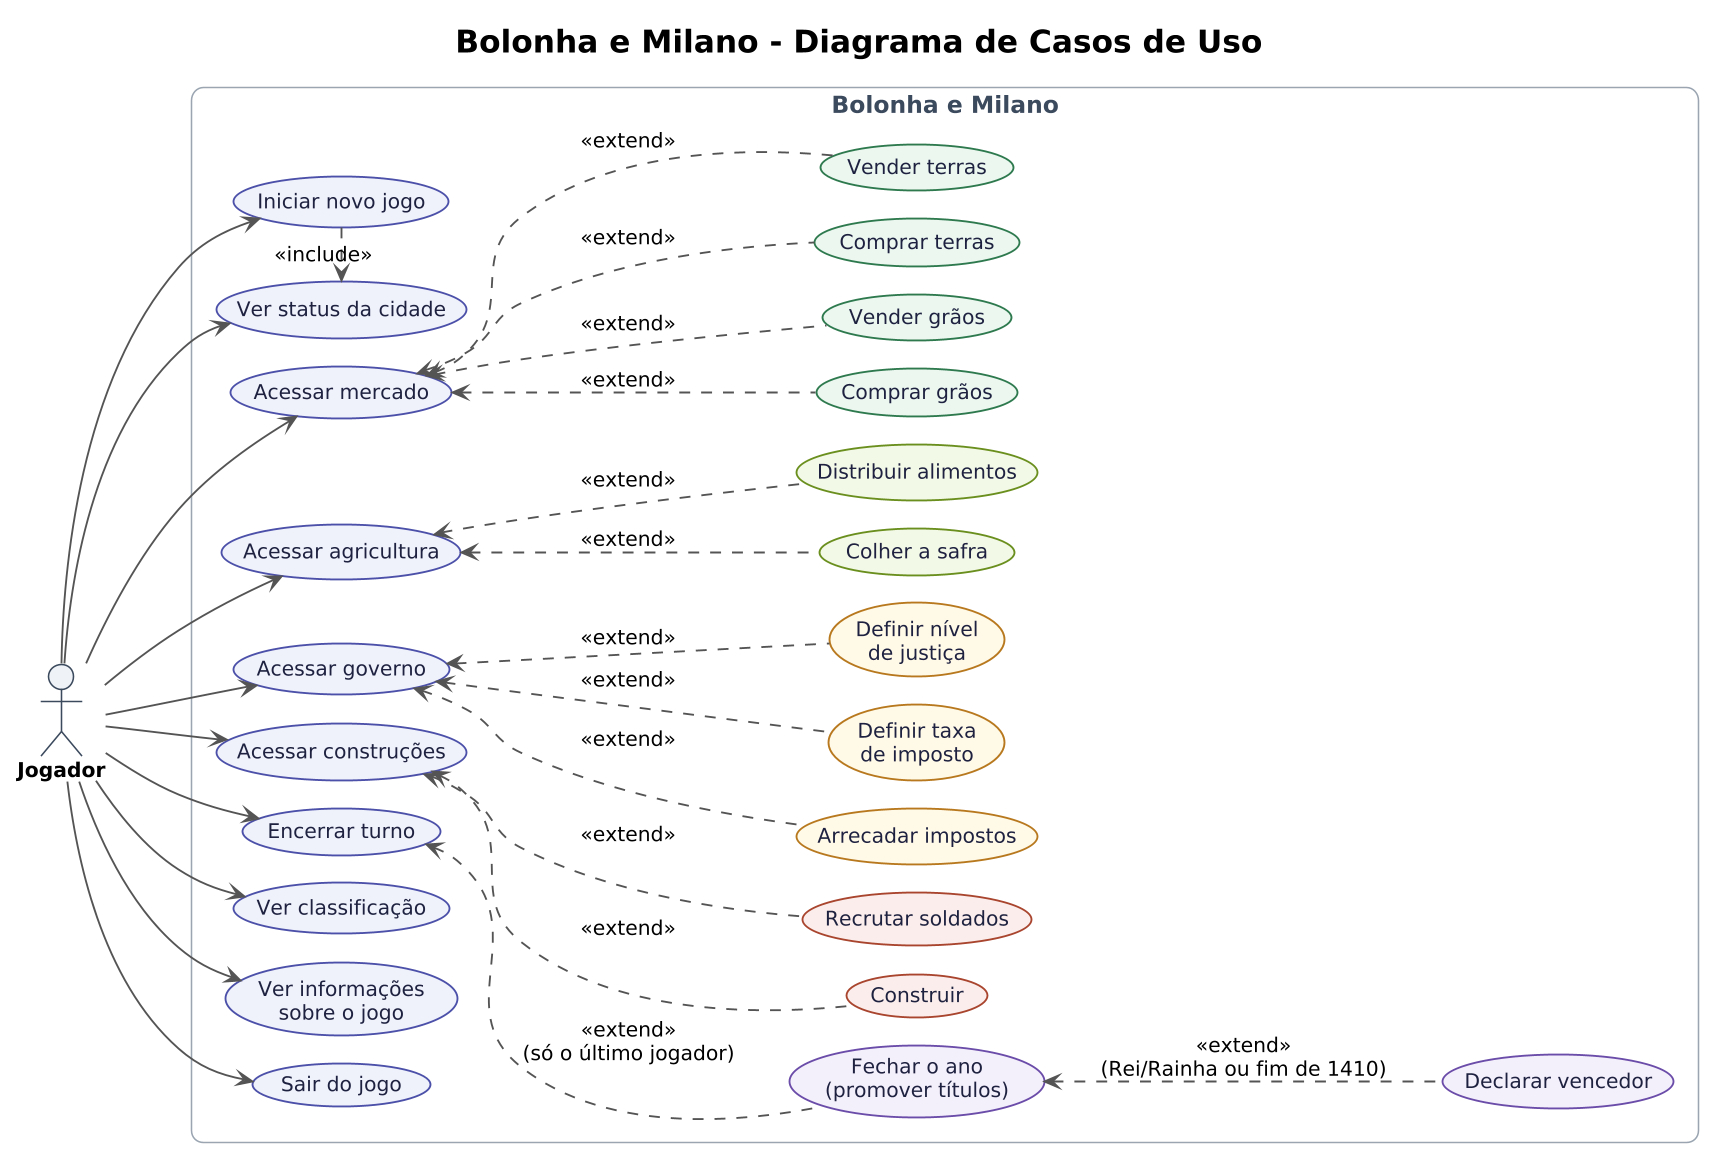 Bolonha e Milano - Diagrama de Casos de Uso
Bolonha e Milano
«extend»
Vender terras
Iniciar novo jogo
«include»
«extend»
Comprar terras
Ver status da cidade
«extend»
Vender grãos
Acessar mercado
«extend»
Comprar grãos
«extend»
Distribuir alimentos
Acessar agricultura
«extend»
Colher a safra
Acessar governo
«extend»
Definir nível
de justiça
«extend»
Definir taxa
de imposto
«extend»
Acessar construções
Jogador
Encerrar turno
«extend»
Arrecadar impostos
Ver classificação
«extend»
Recrutar soldados
Ver informações
sobre o jogo
Construir
«extend»
(só o último jogador)
Fechar o ano
(promover títulos)
«extend»
(Rei/Rainha ou fim de 1410)
Declarar vencedor
Sair do jogo